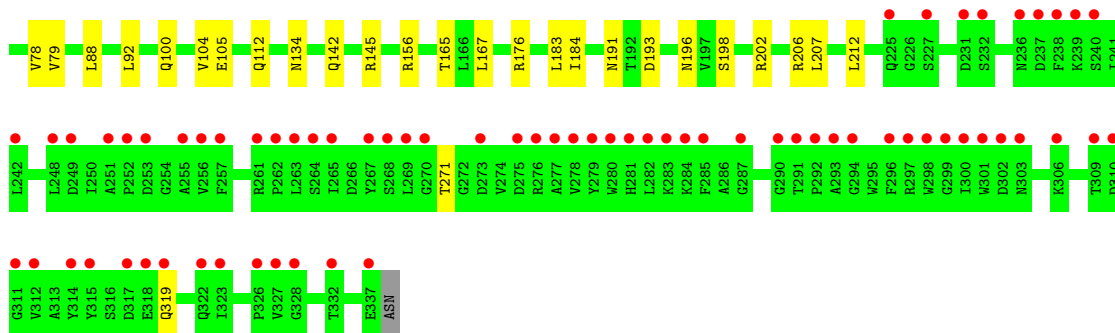 V78 V79 L88 L92 Q100 V104 E105 Q112 N134 Q142 R145 R156 T165 L166 L167 R176 L183 I184 N191 T192 D193 N196 V197 S198 R202 R206 L207 L212 Q225 G226 S227 D231 S232 N236 D237 F238 K239 S240
L242 L248 D249 I250 A251 P252 D253 G254 A255 V256 F257 R261 P262 L263 S264 I265 D266 Y267 S268 L269 G270 T271 G272 D273 V274 D275 R276 A277 V278 Y279 W280 H281 L282 K283 K284 F285 A286 G287 G290 T291 P292 A293 G294 W295 F296 R297 W298 G299 I300 W301 D302 N303 K306 T309
G311 V312 A313 Y314 Y315 S316 D317 E318 Q319 Q322 I323 P326 V327 G328 T332 E337 ASN